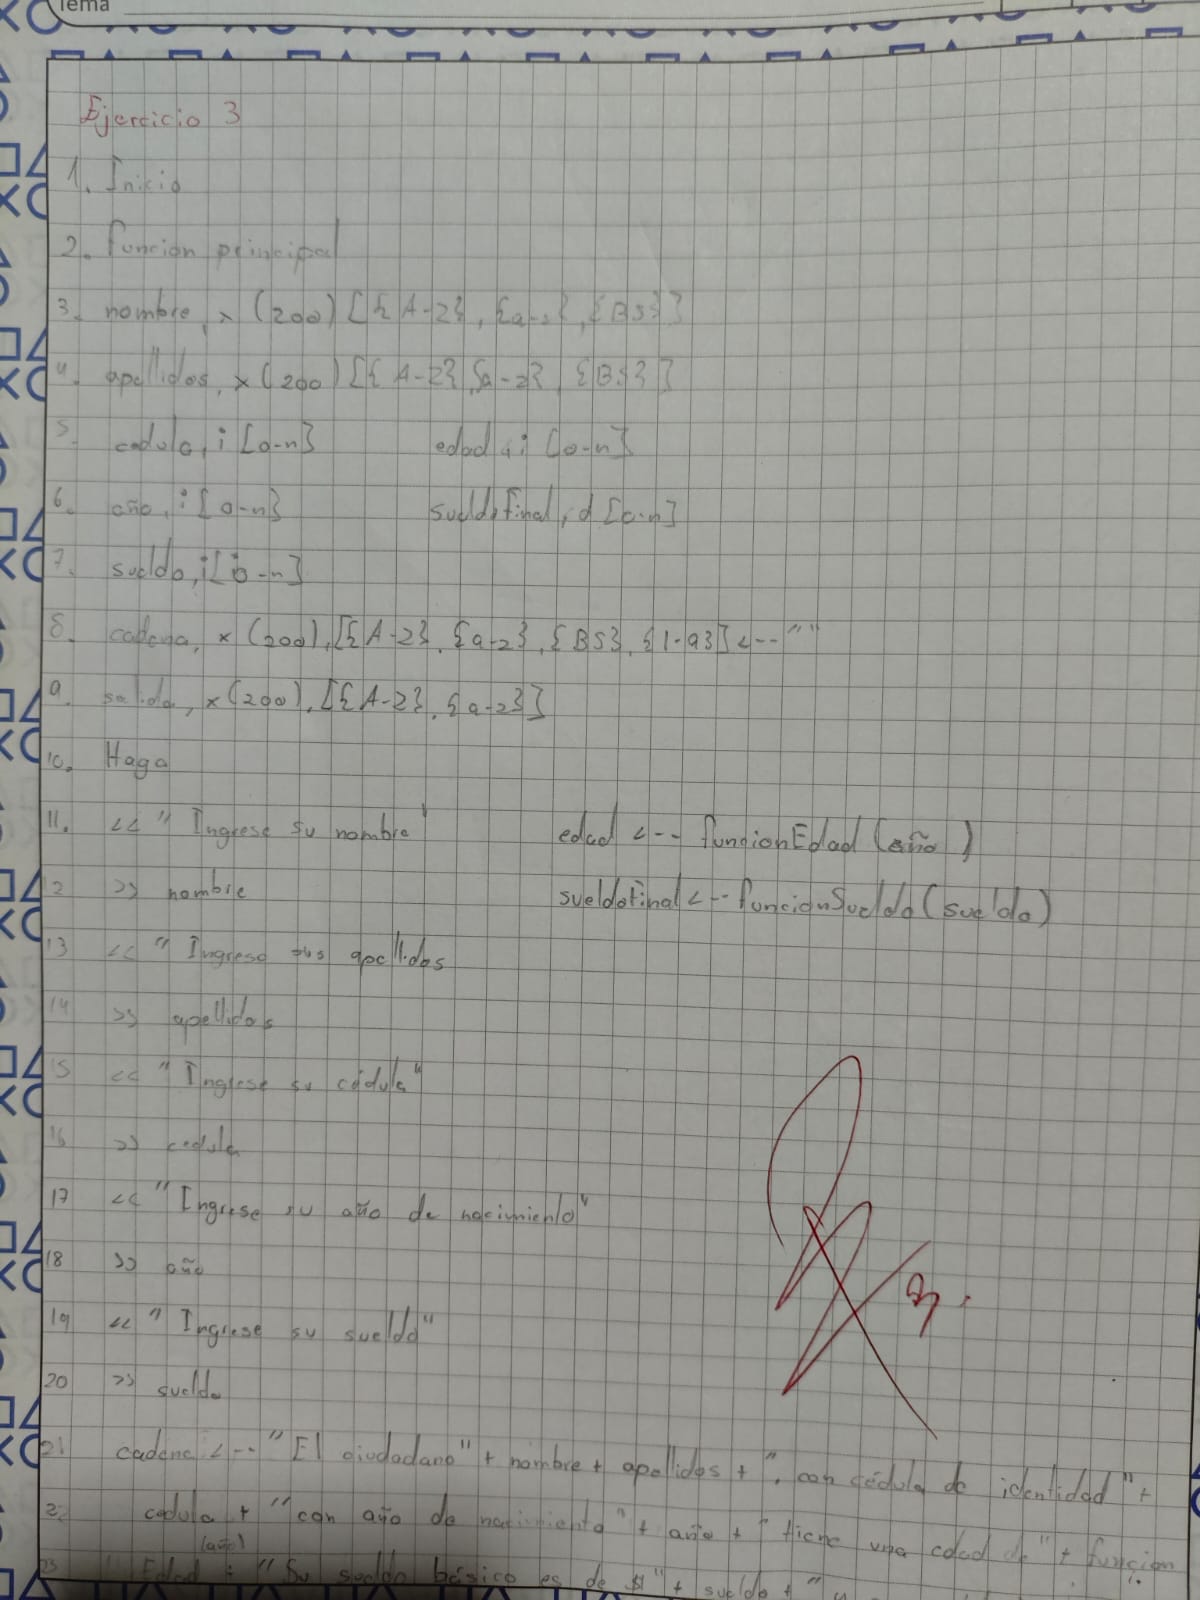 Tema
Ejercicio 3
1. Inicio
2. función principal
3. nombre, x (200) [{A-z}, {a-z}, {BS}]
4. apellidos, x (200) [{A-z}, {a-z}, {BS}]
5. cedula, i [0-n] edad, i [0-n]
6. año, i [0-n] sueldofinal, d [0-n]
7. sueldo, i [0-n]
8. cadena, x (200), [{A-z}, {a-z}, {BS}, {1-9}] <-- " "
9. salida, x (200), [{A-z}, {a-z}]
10. Haga
11. << " Ingrese su nombre" edad <-- funcionEdad (año)
12 >> nombre sueldofinal <-- funcionSueldo (sueldo)
13 << " Ingrese sus apellidos
14 >> apellidos
15 << " Ingrese su cédula"
16 >> cedula
17 << "Ingrese su año de nacimiento"
18 >> año
19 << " Ingrese su sueldo"
20 >> sueldo
21 cadena <-- " El ciudadano" + nombre + apellidos + ", con cédula de identidad" +
22 cedula + " con año de nacimiento" + año + " tiene una edad de" + funcion
(año)
23 Edad + "Su sueldo básico es de $" + sueldo + " y